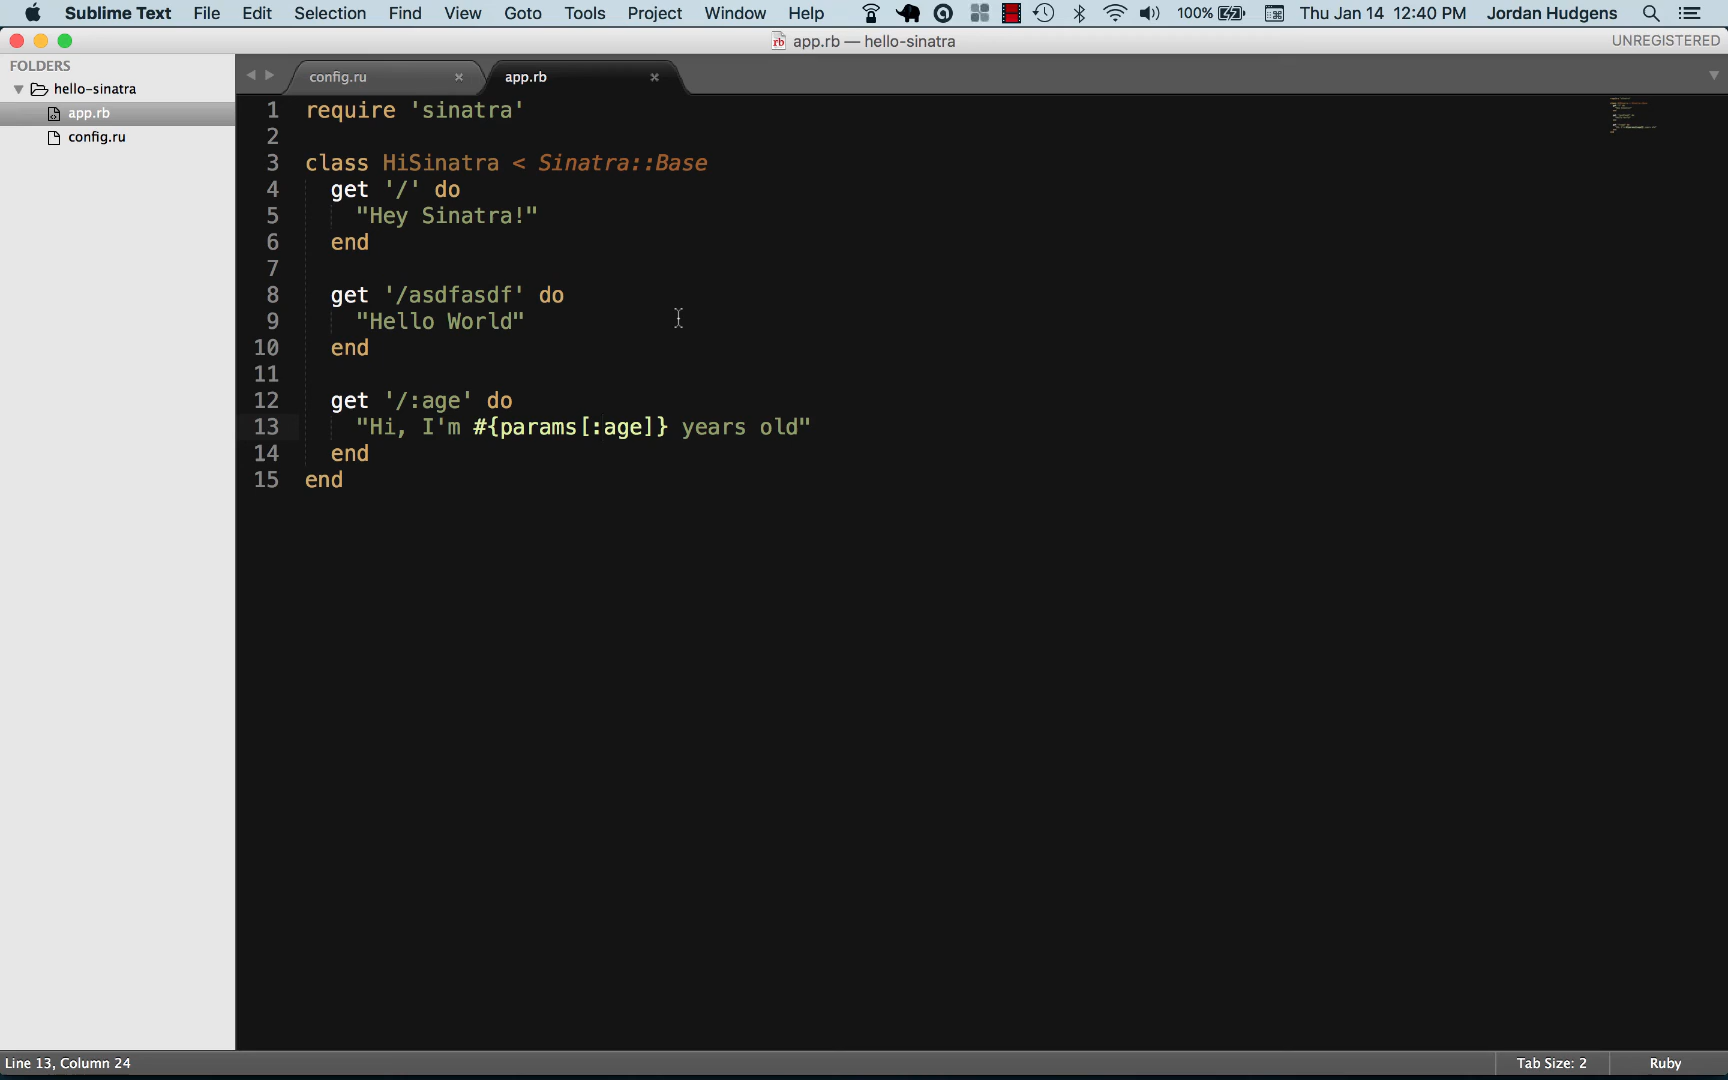 Sublime Text File Edit Selection Find View Goto Tools Project Window Help 100% Thu Jan 14 12:40 PM Jordan Hudgens
rb app.rb — hello-sinatra UNREGISTERED
FOLDERS
hello-sinatra
app.rb
config.ru
config.ru × app.rb ×
1 require 'sinatra'
2
3 class HiSinatra < Sinatra::Base
4 get '/' do
5 "Hey Sinatra!"
6 end
7
8 get '/asdfasdf' do
9 "Hello World"
10 end
11
12 get '/:age' do
13 "Hi, I'm #{params[:age]} years old"
14 end
15 end
Line 13, Column 24 Tab Size: 2 Ruby